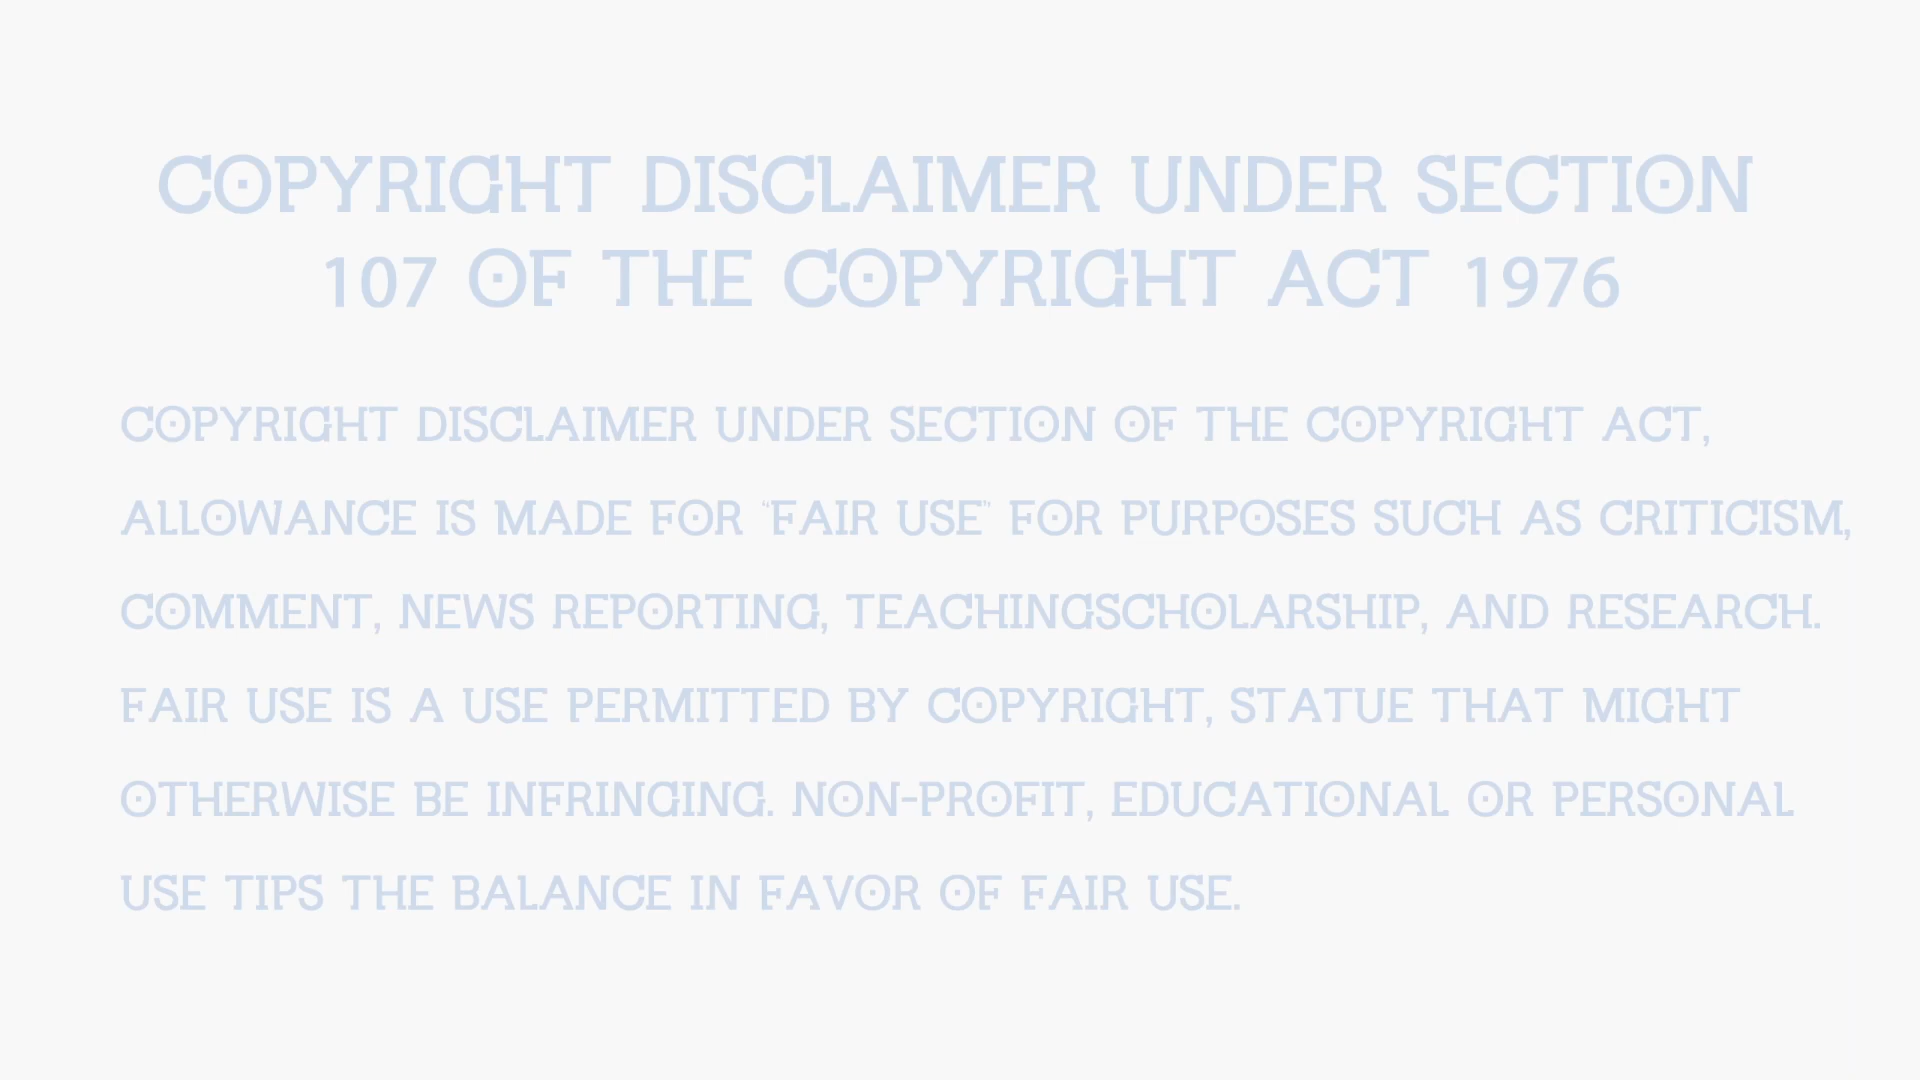 COPYRIGHT DISCLAIMER UNDER SECTION
107 OF THE COPYRIGHT ACT 1976
COPYRIGHT DISCLAIMER UNDER SECTION OF THE COPYRIGHT ACT,
ALLOWANCE IS MADE FOR “FAIR USE” FOR PURPOSES SUCH AS CRITICISM,
COMMENT, NEWS REPORTING, TEACHINGSCHOLARSHIP, AND RESEARCH.
FAIR USE IS A USE PERMITTED BY COPYRIGHT, STATUE THAT MIGHT
OTHERWISE BE INFRINGING. NON-PROFIT, EDUCATIONAL OR PERSONAL
USE TIPS THE BALANCE IN FAVOR OF FAIR USE.